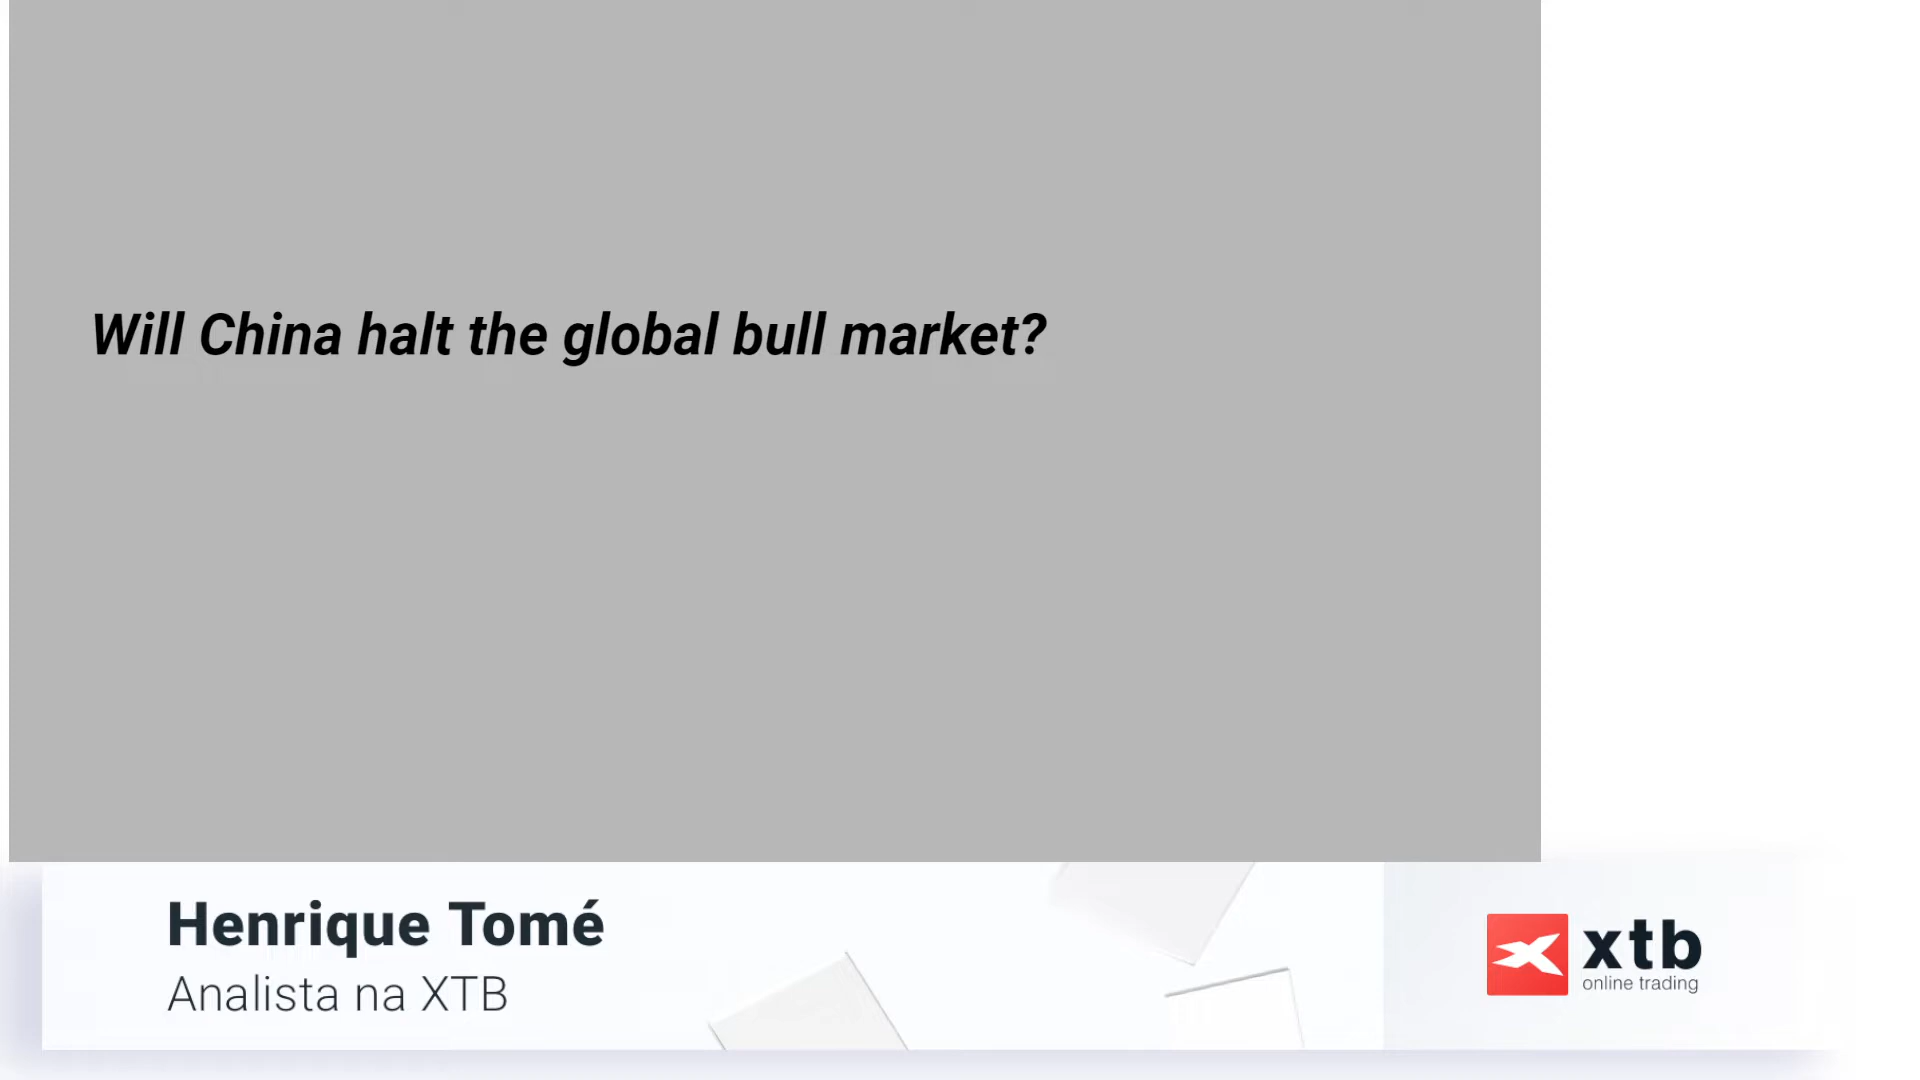 Will China halt the global bull market?
Henrique Tomé
Analista na XTB
xtb
online trading